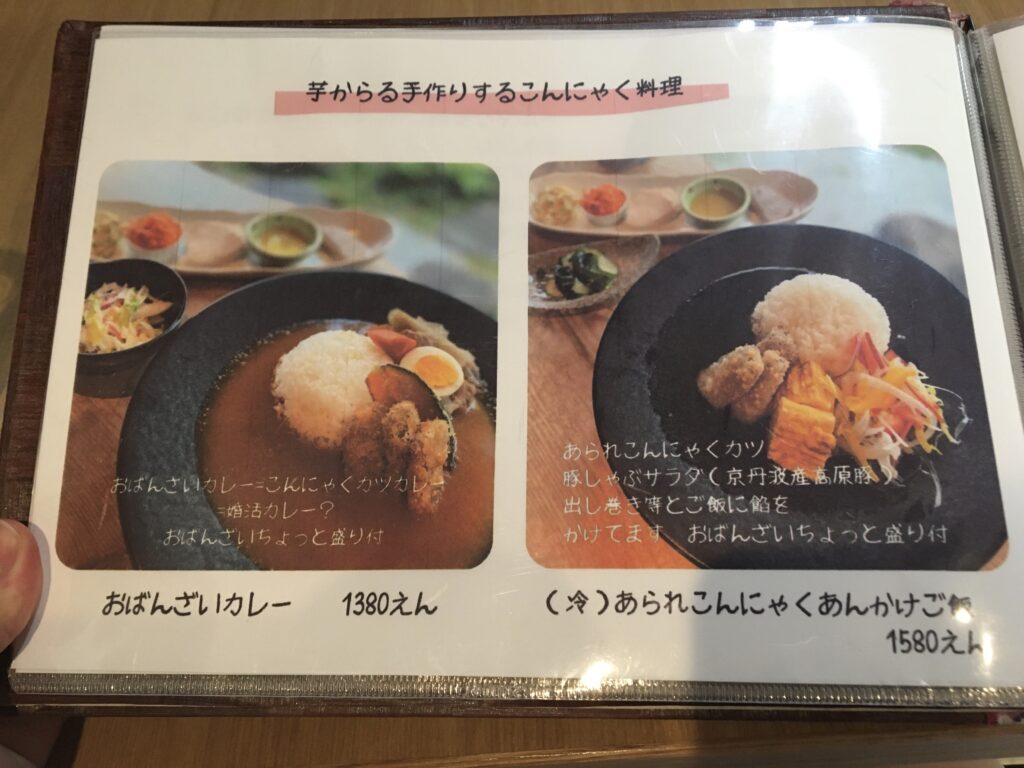 芋からる手作りするこんにゃく料理
おばんざいカレー=こんにゃくカツカレー
=婚活カレー?
おばんざいちょっと盛り付
おばんざいカレー 1380えん
あられこんにゃくカツ
豚しゃぶサラダ(京丹波産高原豚)
出し巻き等とご飯に餡を
かけてます おばんざいちょっと盛り付
(冷)あられこんにゃくあんかけご飯
1580えん